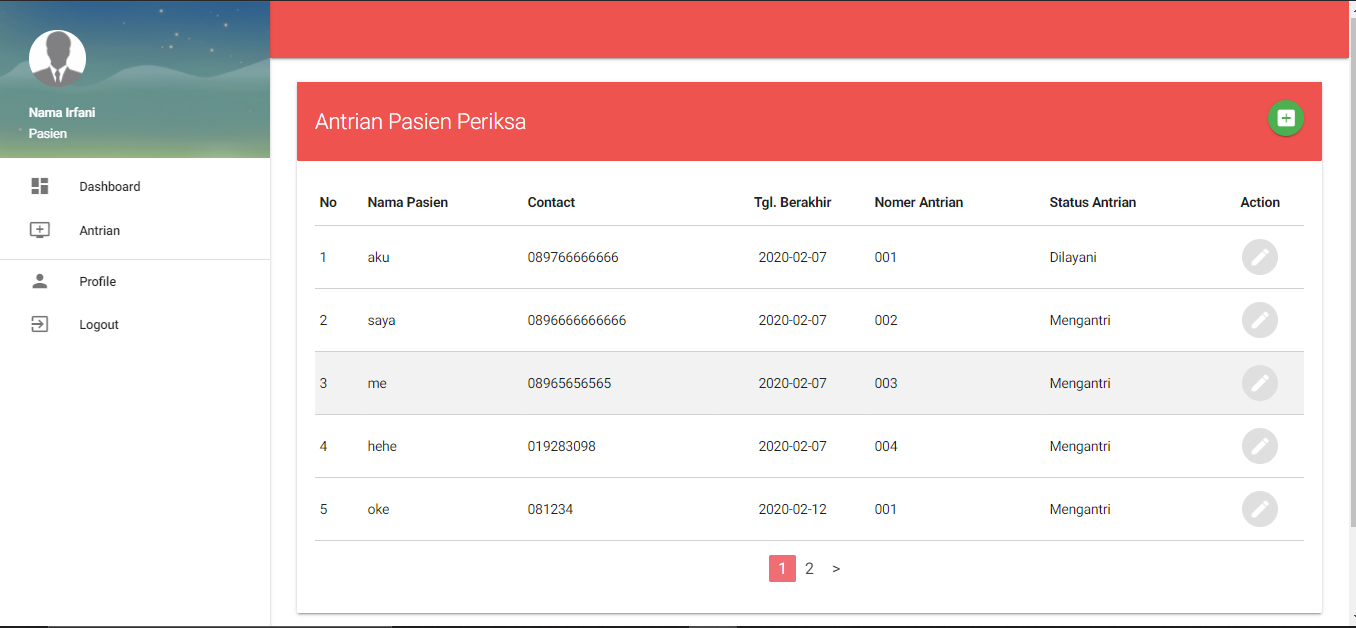 Nama Irfani
Pasien
Dashboard
Antrian
Profile
Logout
Antrian Pasien Periksa
No Nama Pasien Contact Tgl. Berakhir Nomer Antrian Status Antrian Action
1 aku 089766666666 2020-02-07 001 Dilayani
2 saya 0896666666666 2020-02-07 002 Mengantri
3 me 08965656565 2020-02-07 003 Mengantri
4 hehe 019283098 2020-02-07 004 Mengantri
5 oke 081234 2020-02-12 001 Mengantri
1 2 >